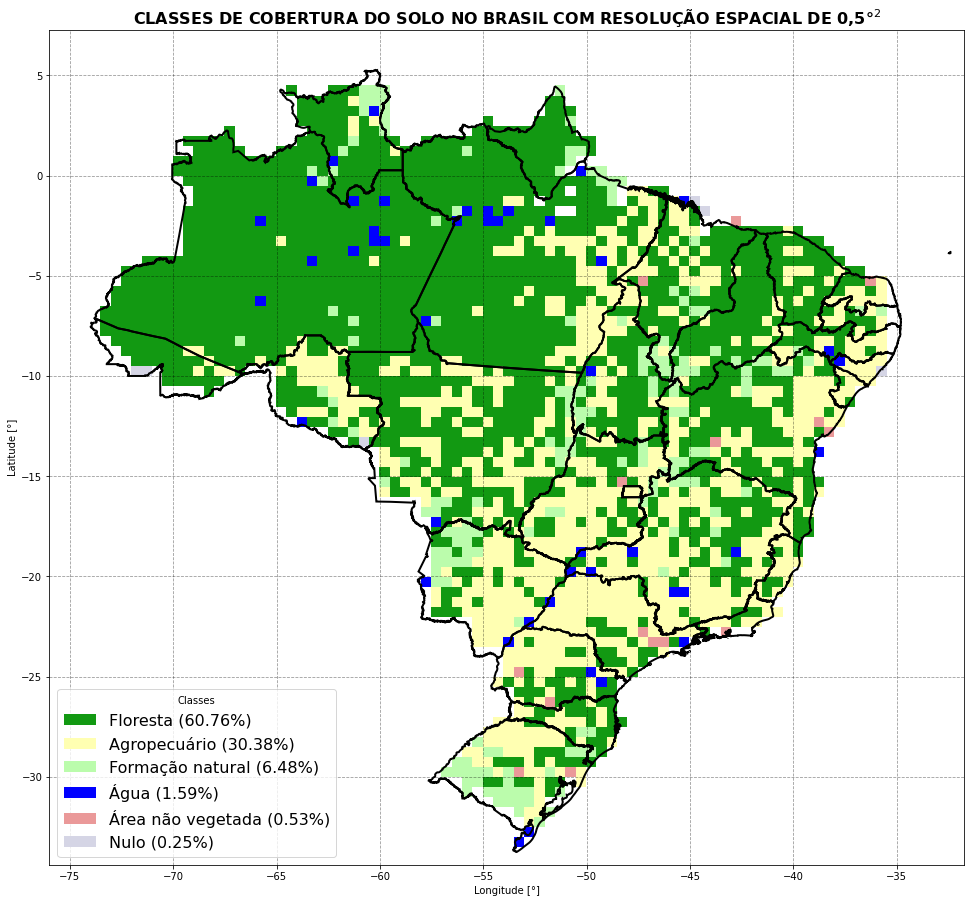 CLASSES DE COBERTURA DO SOLO NO BRASIL COM RESOLUÇÃO ESPACIAL DE 0,5°²
5
0
−5
−10
−15
−20
−25
−30
Latitude [°]
Classes
Floresta (60.76%)
Agropecuário (30.38%)
Formação natural (6.48%)
Água (1.59%)
Área não vegetada (0.53%)
Nulo (0.25%)
−75 −70 −65 −60 −55 −50 −45 −40 −35
Longitude [°]